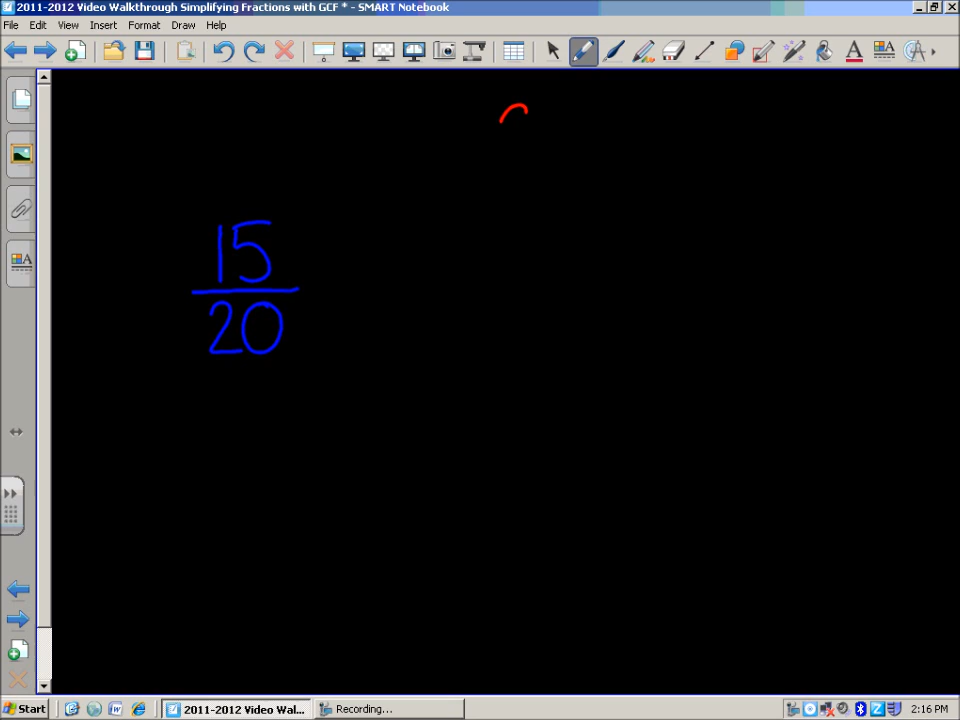 2011-2012 Video Walkthrough Simplifying Fractions with GCF * - SMART Notebook
File Edit View Insert Format Draw Help
15
20
Start 2011-2012 Video Wal... Recording... 2:16 PM